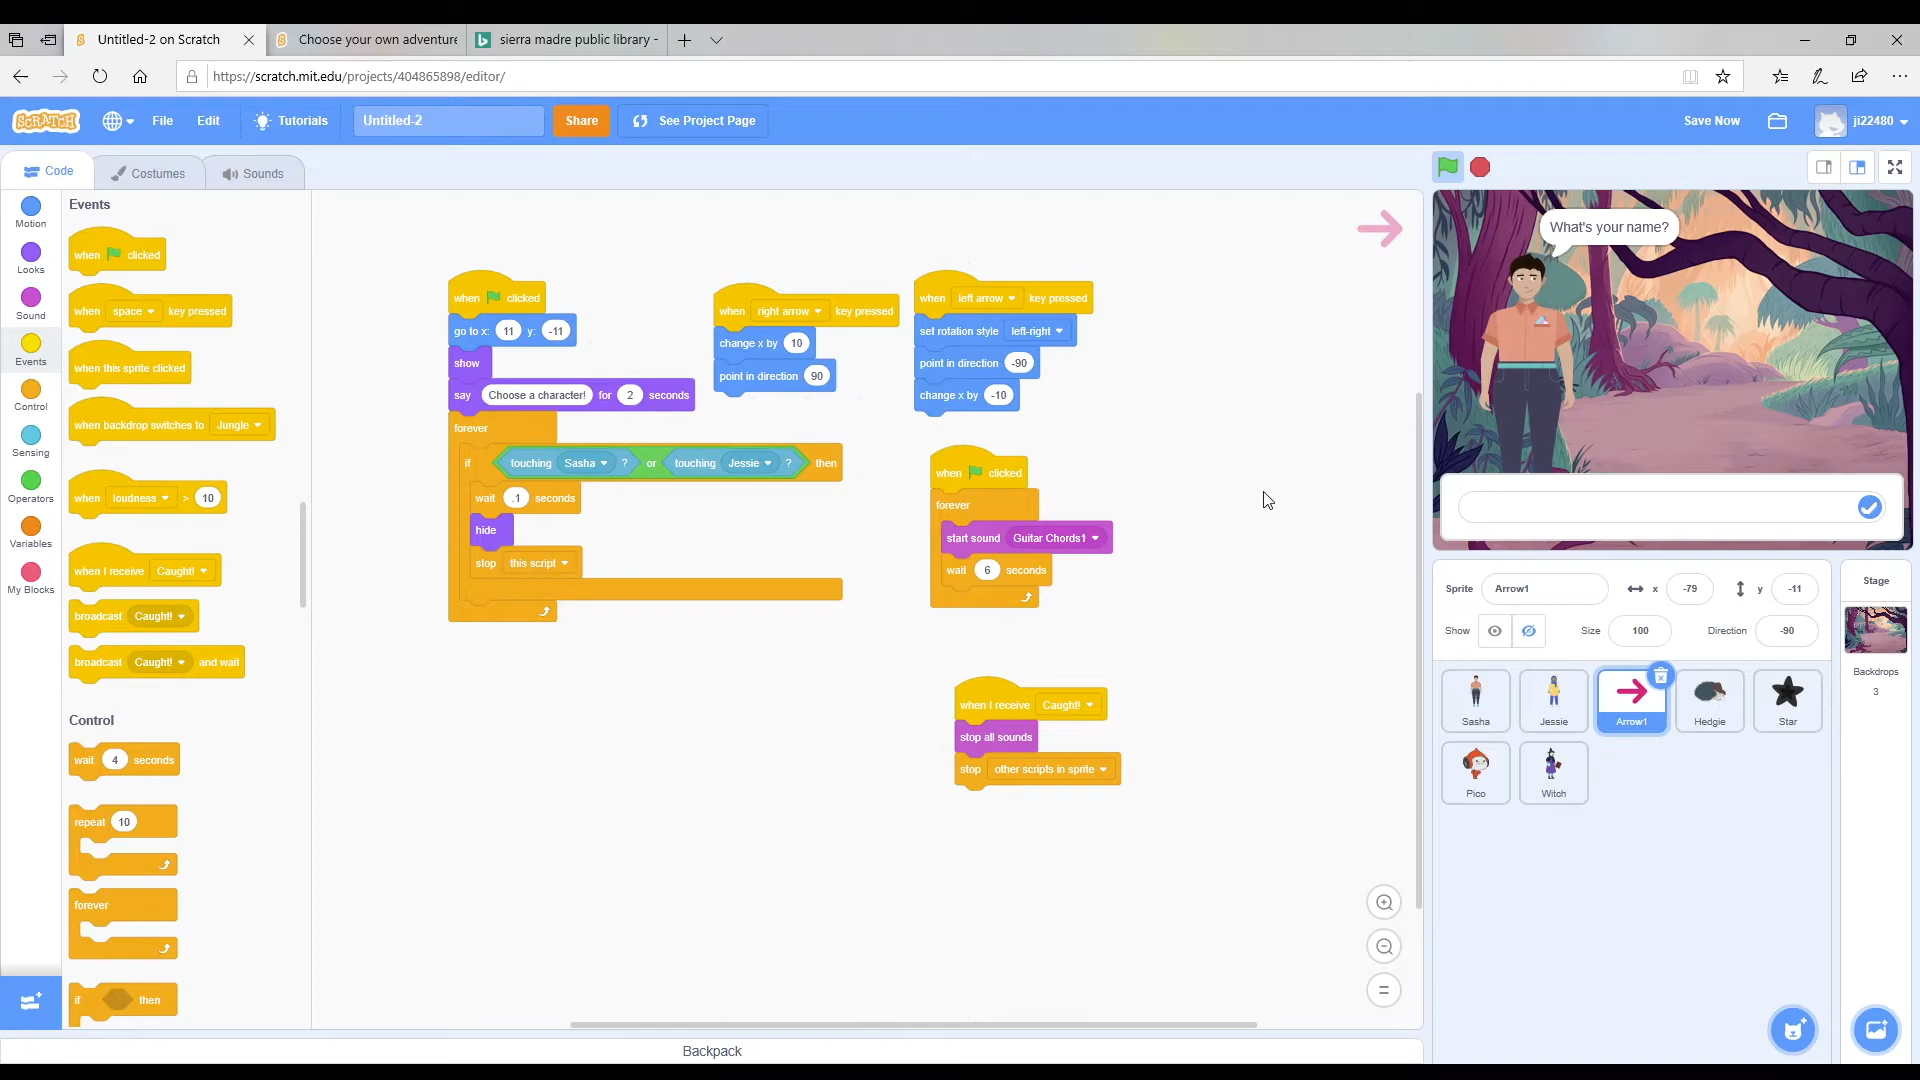 Untitled-2 on Scratch
Choose your own adventure
sierra madre public library -
https://scratch.mit.edu/projects/404865898/editor/
SCRATCH
File
Edit
Tutorials
Untitled-2
Share
See Project Page
Save Now
ji22480
Code
Costumes
Sounds
Motion
Looks
Sound
Events
Control
Sensing
Operators
Variables
My Blocks
Events
when clicked
when space key pressed
when this sprite clicked
when backdrop switches to Jungle
when loudness > 10
when I receive Caught!
broadcast Caught!
broadcast Caught! and wait
Control
wait 4 seconds
repeat 10
forever
if then
when clicked
go to x: 11 y: -11
show
say Choose a character! for 2 seconds
forever
if touching Sasha ? or touching Jessie ? then
wait .1 seconds
hide
stop this script
when right arrow key pressed
change x by 10
point in direction 90
when left arrow key pressed
set rotation style left-right
point in direction -90
change x by -10
when clicked
forever
start sound Guitar Chords1
wait 6 seconds
when I receive Caught!
stop all sounds
stop other scripts in sprite
Backpack
What's your name?
Sprite Arrow1 x -79 y -11
Show Size 100 Direction -90
Sasha
Jessie
Arrow1
Hedgie
Star
Pico
Witch
Stage
Backdrops
3